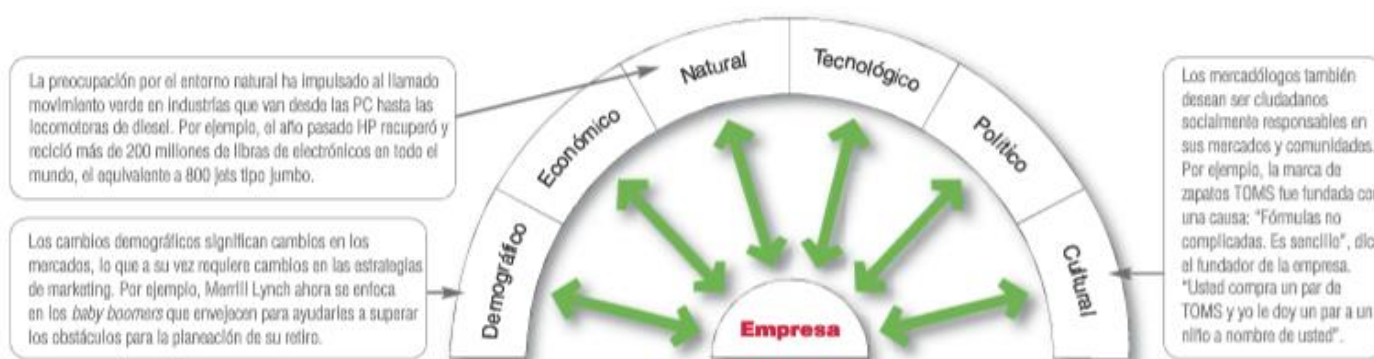 La preocupación por el entorno natural ha impulsado al llamado
movimiento verde en industrias que van desde las PC hasta las
locomotoras de diesel. Por ejemplo, el año pasado HP recuperó y
recicló más de 200 millones de libras de electrónicos en todo el
mundo, el equivalente a 800 jets tipo jumbo.
Los cambios demográficos significan cambios en los
mercados, lo que a su vez requiere cambios en las estrategias
de marketing. Por ejemplo, Merrill Lynch ahora se enfoca
en los baby boomers que envejecen para ayudarles a superar
los obstáculos para la planeación de su retiro.
Demográfico
Económico
Natural
Tecnológico
Político
Cultural
Empresa
Los mercadólogos también
desean ser ciudadanos
socialmente responsables en
sus mercados y comunidades.
Por ejemplo, la marca de
zapatos TOMS fue fundada con
una causa: "Fórmulas no
complicadas. Es sencillo", dic
el fundador de la empresa.
"Usted compra un par de
TOMS y yo le doy un par a un
niño a nombre de usted".